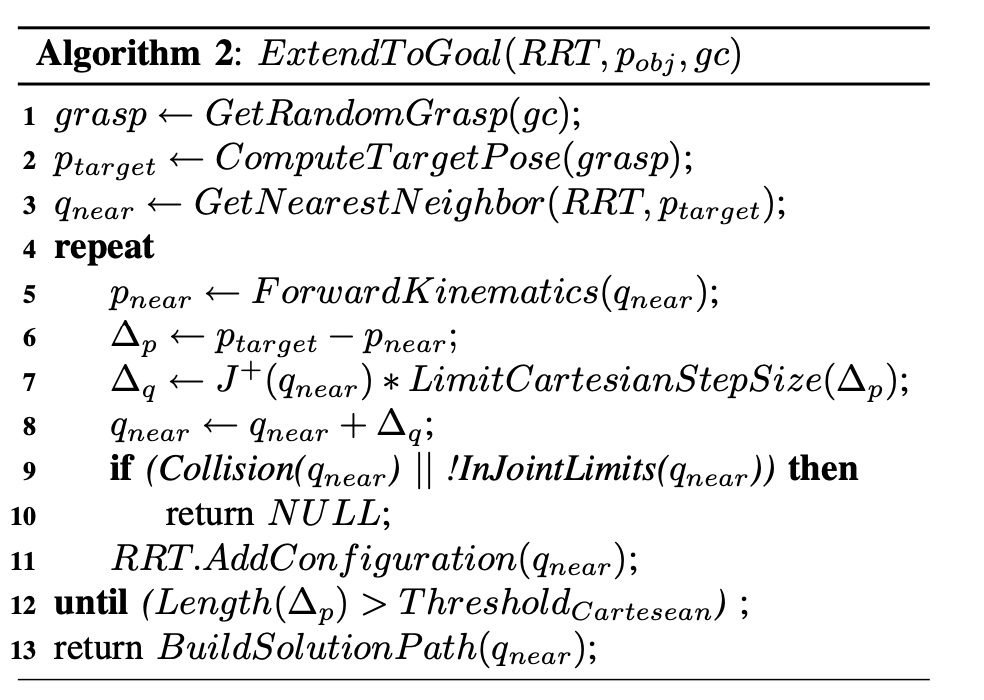 Algorithm 2: ExtendToGoal(RRT, p_obj, gc)
1 grasp ← GetRandomGrasp(gc);
2 p_target ← ComputeTargetPose(grasp);
3 q_near ← GetNearestNeighbor(RRT, p_target);
4 repeat
5 p_near ← ForwardKinematics(q_near);
6 Δ_p ← p_target − p_near;
7 Δ_q ← J⁺(q_near) ∗ LimitCartesianStepSize(Δ_p);
8 q_near ← q_near + Δ_q;
9 if (Collision(q_near) || !InJointLimits(q_near)) then
10 return NULL;
11 RRT.AddConfiguration(q_near);
12 until (Length(Δ_p) > Threshold_Cartesean) ;
13 return BuildSolutionPath(q_near);